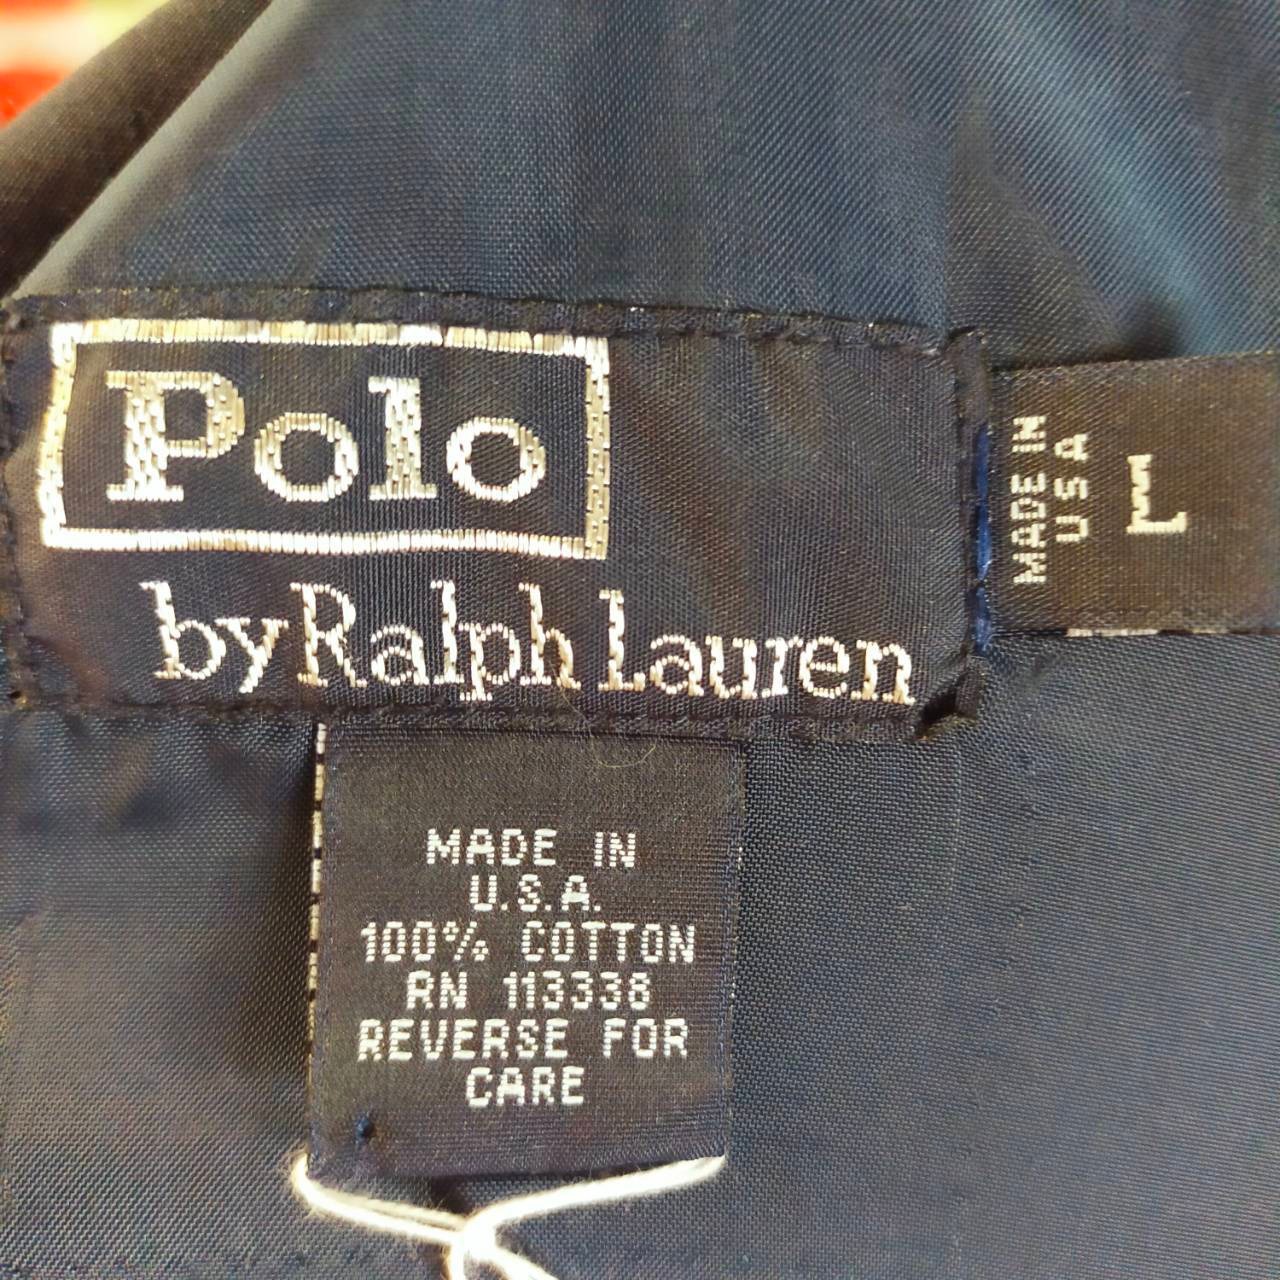 Polo
by Ralph Lauren
MADE IN
USA
L
MADE IN
U.S.A.
100% COTTON
RN 113338
REVERSE FOR
CARE